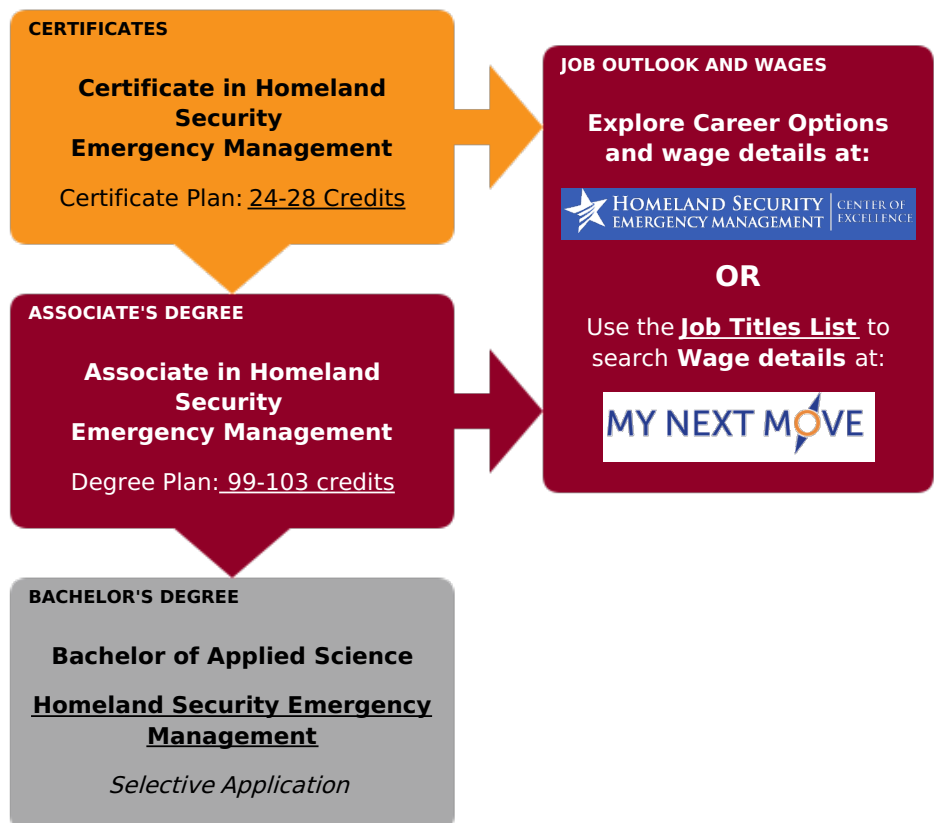 CERTIFICATES
Certificate in Homeland
Security
Emergency Management
Certificate Plan: 24-28 Credits
JOB OUTLOOK AND WAGES
Explore Career Options
and wage details at:
HOMELAND SECURITY
EMERGENCY MANAGEMENT
CENTER OF
EXCELLENCE
OR
Use the Job Titles List to
search Wage details at:
MY NEXT MOVE
ASSOCIATE'S DEGREE
Associate in Homeland
Security
Emergency Management
Degree Plan: 99-103 credits
BACHELOR'S DEGREE
Bachelor of Applied Science
Homeland Security Emergency
Management
Selective Application